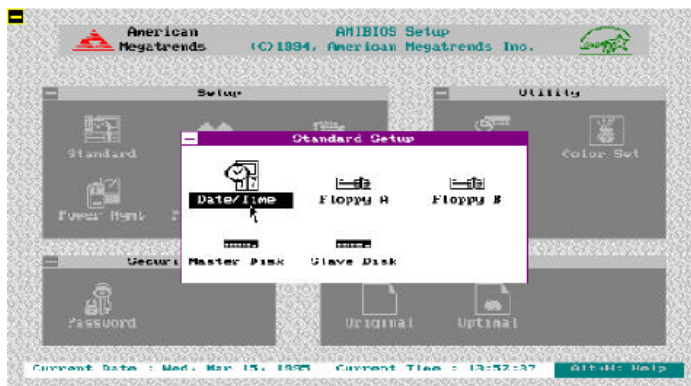 American
Megatrends
AMIBIOS Setup
(C)1994, American Megatrends Inc.
Setup
Utility
Standard
Color Set
Standard Setup
Date/Time
Floppy A
Floppy B
Power Mgmt
Master Disk
Slave Disk
Securi
Password
Original
Optimal
Current Date : Wed, Mar 15, 1995
Current Time : 13:52:37
Alt+H: Help